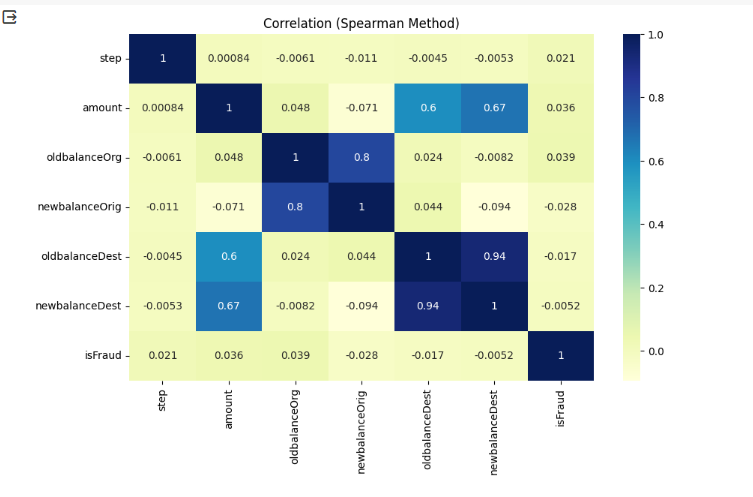 Correlation (Spearman Method)
step 1 0.00084 -0.0061 -0.011 -0.0045 -0.0053 0.021
amount 0.00084 1 0.048 -0.071 0.6 0.67 0.036
oldbalanceOrg -0.0061 0.048 1 0.8 0.024 -0.0082 0.039
newbalanceOrig -0.011 -0.071 0.8 1 0.044 -0.094 -0.028
oldbalanceDest -0.0045 0.6 0.024 0.044 1 0.94 -0.017
newbalanceDest -0.0053 0.67 -0.0082 -0.094 0.94 1 -0.0052
isFraud 0.021 0.036 0.039 -0.028 -0.017 -0.0052 1
step
amount
oldbalanceOrg
newbalanceOrig
oldbalanceDest
newbalanceDest
isFraud
1.0
0.8
0.6
0.4
0.2
0.0